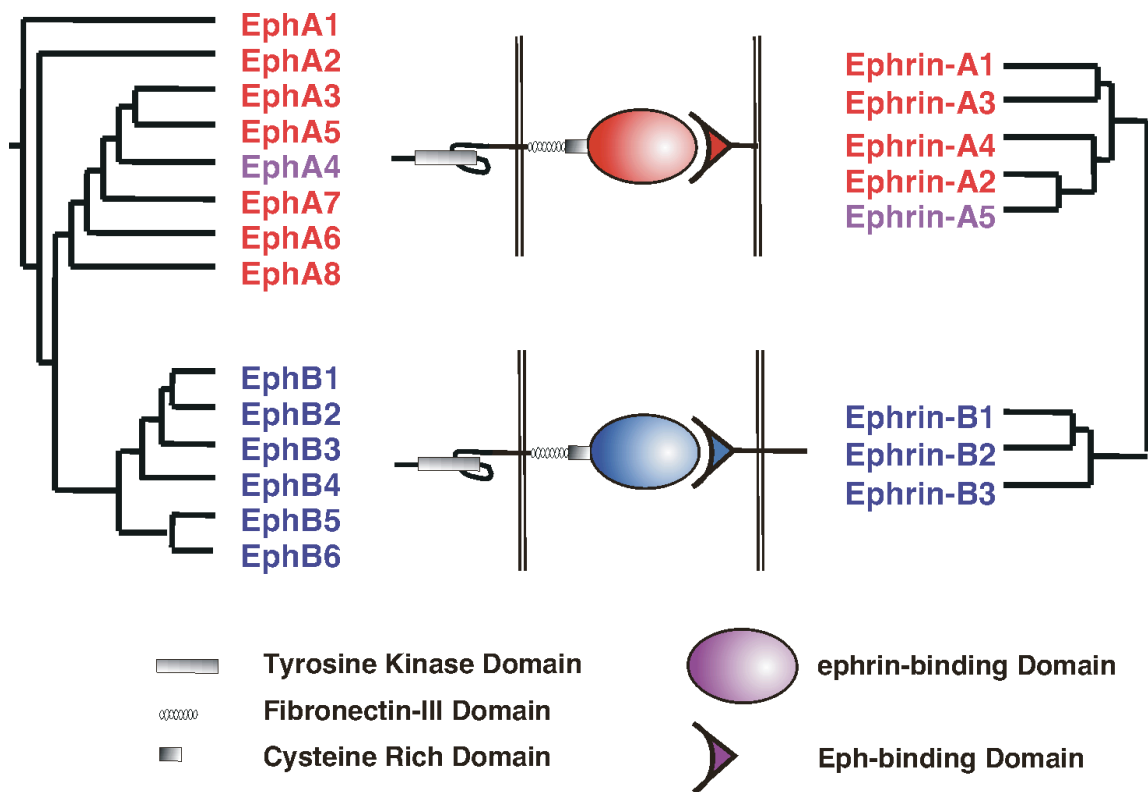 EphA1
EphA2
EphA3
EphA5
EphA4
EphA7
EphA6
EphA8
EphB1
EphB2
EphB3
EphB4
EphB5
EphB6
Ephrin-A1
Ephrin-A3
Ephrin-A4
Ephrin-A2
Ephrin-A5
Ephrin-B1
Ephrin-B2
Ephrin-B3
Tyrosine Kinase Domain
Fibronectin-III Domain
Cysteine Rich Domain
ephrin-binding Domain
Eph-binding Domain